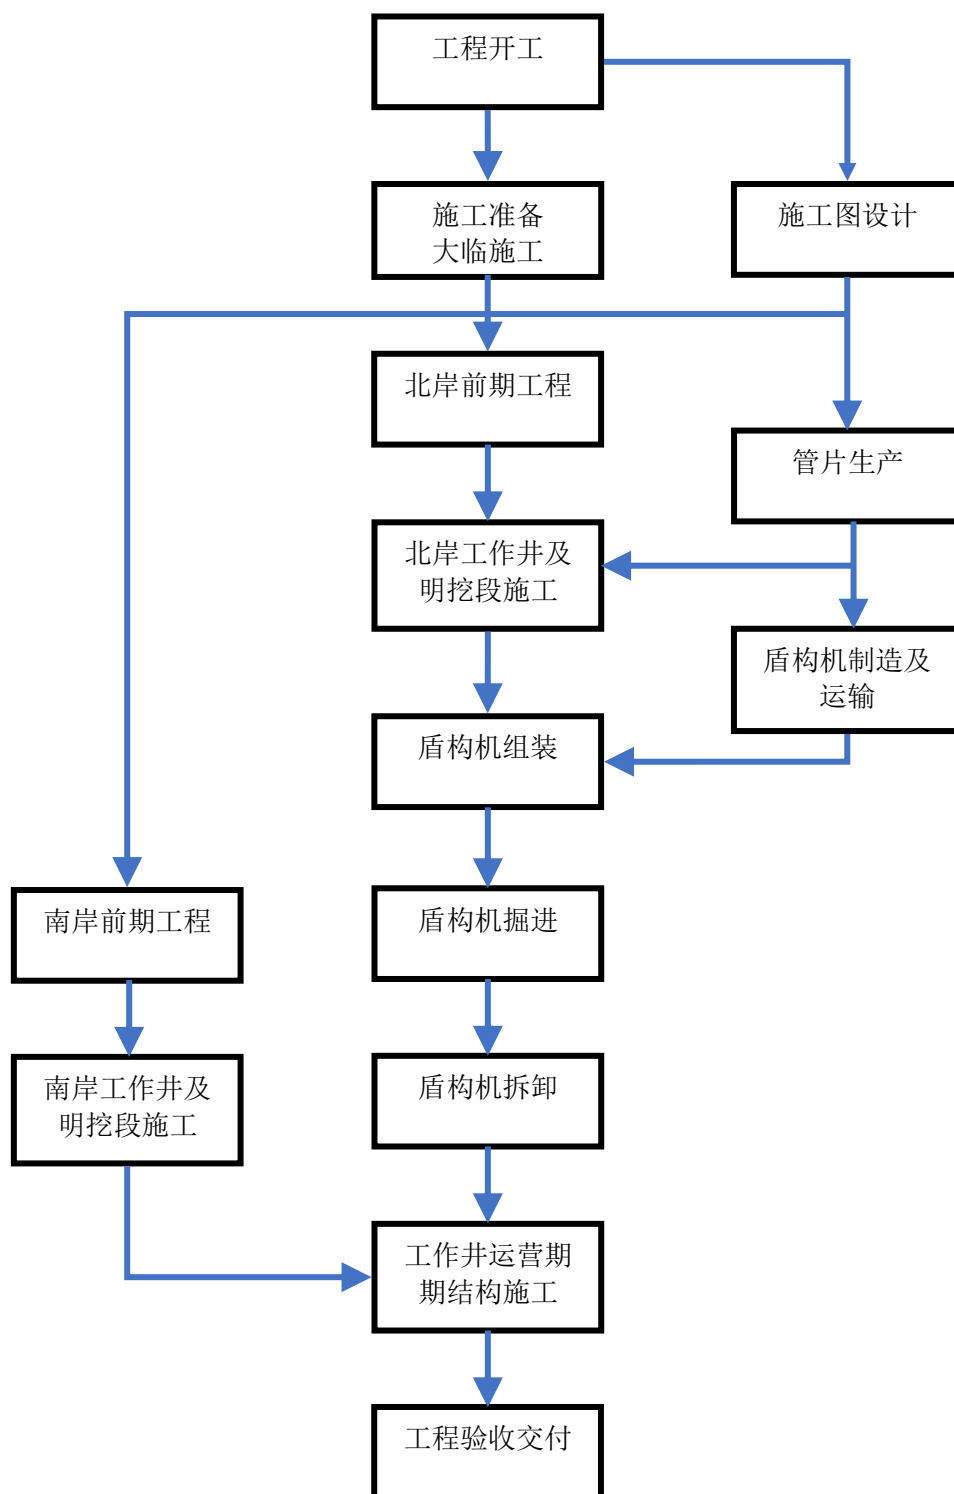 工程开工
施工准备
大临施工
施工图设计
北岸前期工程
管片生产
北岸工作井及
明挖段施工
盾构机制造及
运输
盾构机组装
南岸前期工程
盾构机掘进
南岸工作井及
明挖段施工
盾构机拆卸
工作井运营期
期结构施工
工程验收交付